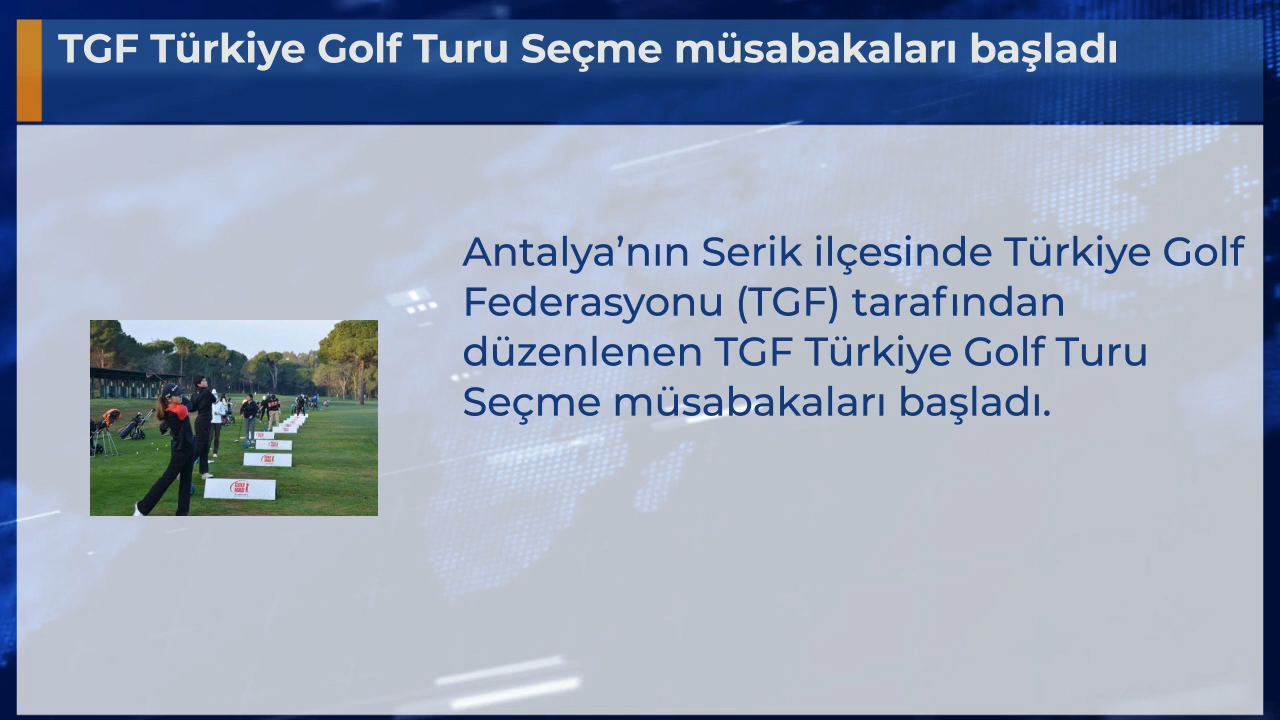 TGF Türkiye Golf Turu Seçme müsabakaları başladı
Antalya’nın Serik ilçesinde Türkiye Golf
Federasyonu (TGF) tarafından
düzenlenen TGF Türkiye Golf Turu
Seçme müsabakaları başladı.